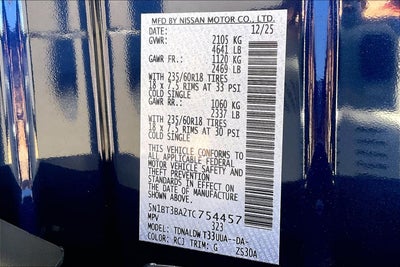 MFD BY NISSAN MOTOR CO., LTD.
DATE: 12/25
GVWR: 2105 KG
4641 LB
GAWR FR.: 1120 KG
2469 LB
WITH 235/60R18 TIRES
18 x 7.5 RIMS AT 33 PSI
COLD SINGLE
GAWR RR.: 1060 KG
2337 LB
WITH 235/60R18 TIRES
18 x 7.5 RIMS AT 30 PSI
COLD SINGLE
THIS VEHICLE CONFORMS TO
ALL APPLICABLE FEDERAL
MOTOR VEHICLE SAFETY
STANDARDS IN EFFECT ON
THE DATE OF MANUFACTURE
SHOWN ABOVE.
5N1BT3BA2TC754457
MPV 323
MODEL: TDNALDW T33UUA--DA-
COLOR: RCJ TRIM: G ZS30A